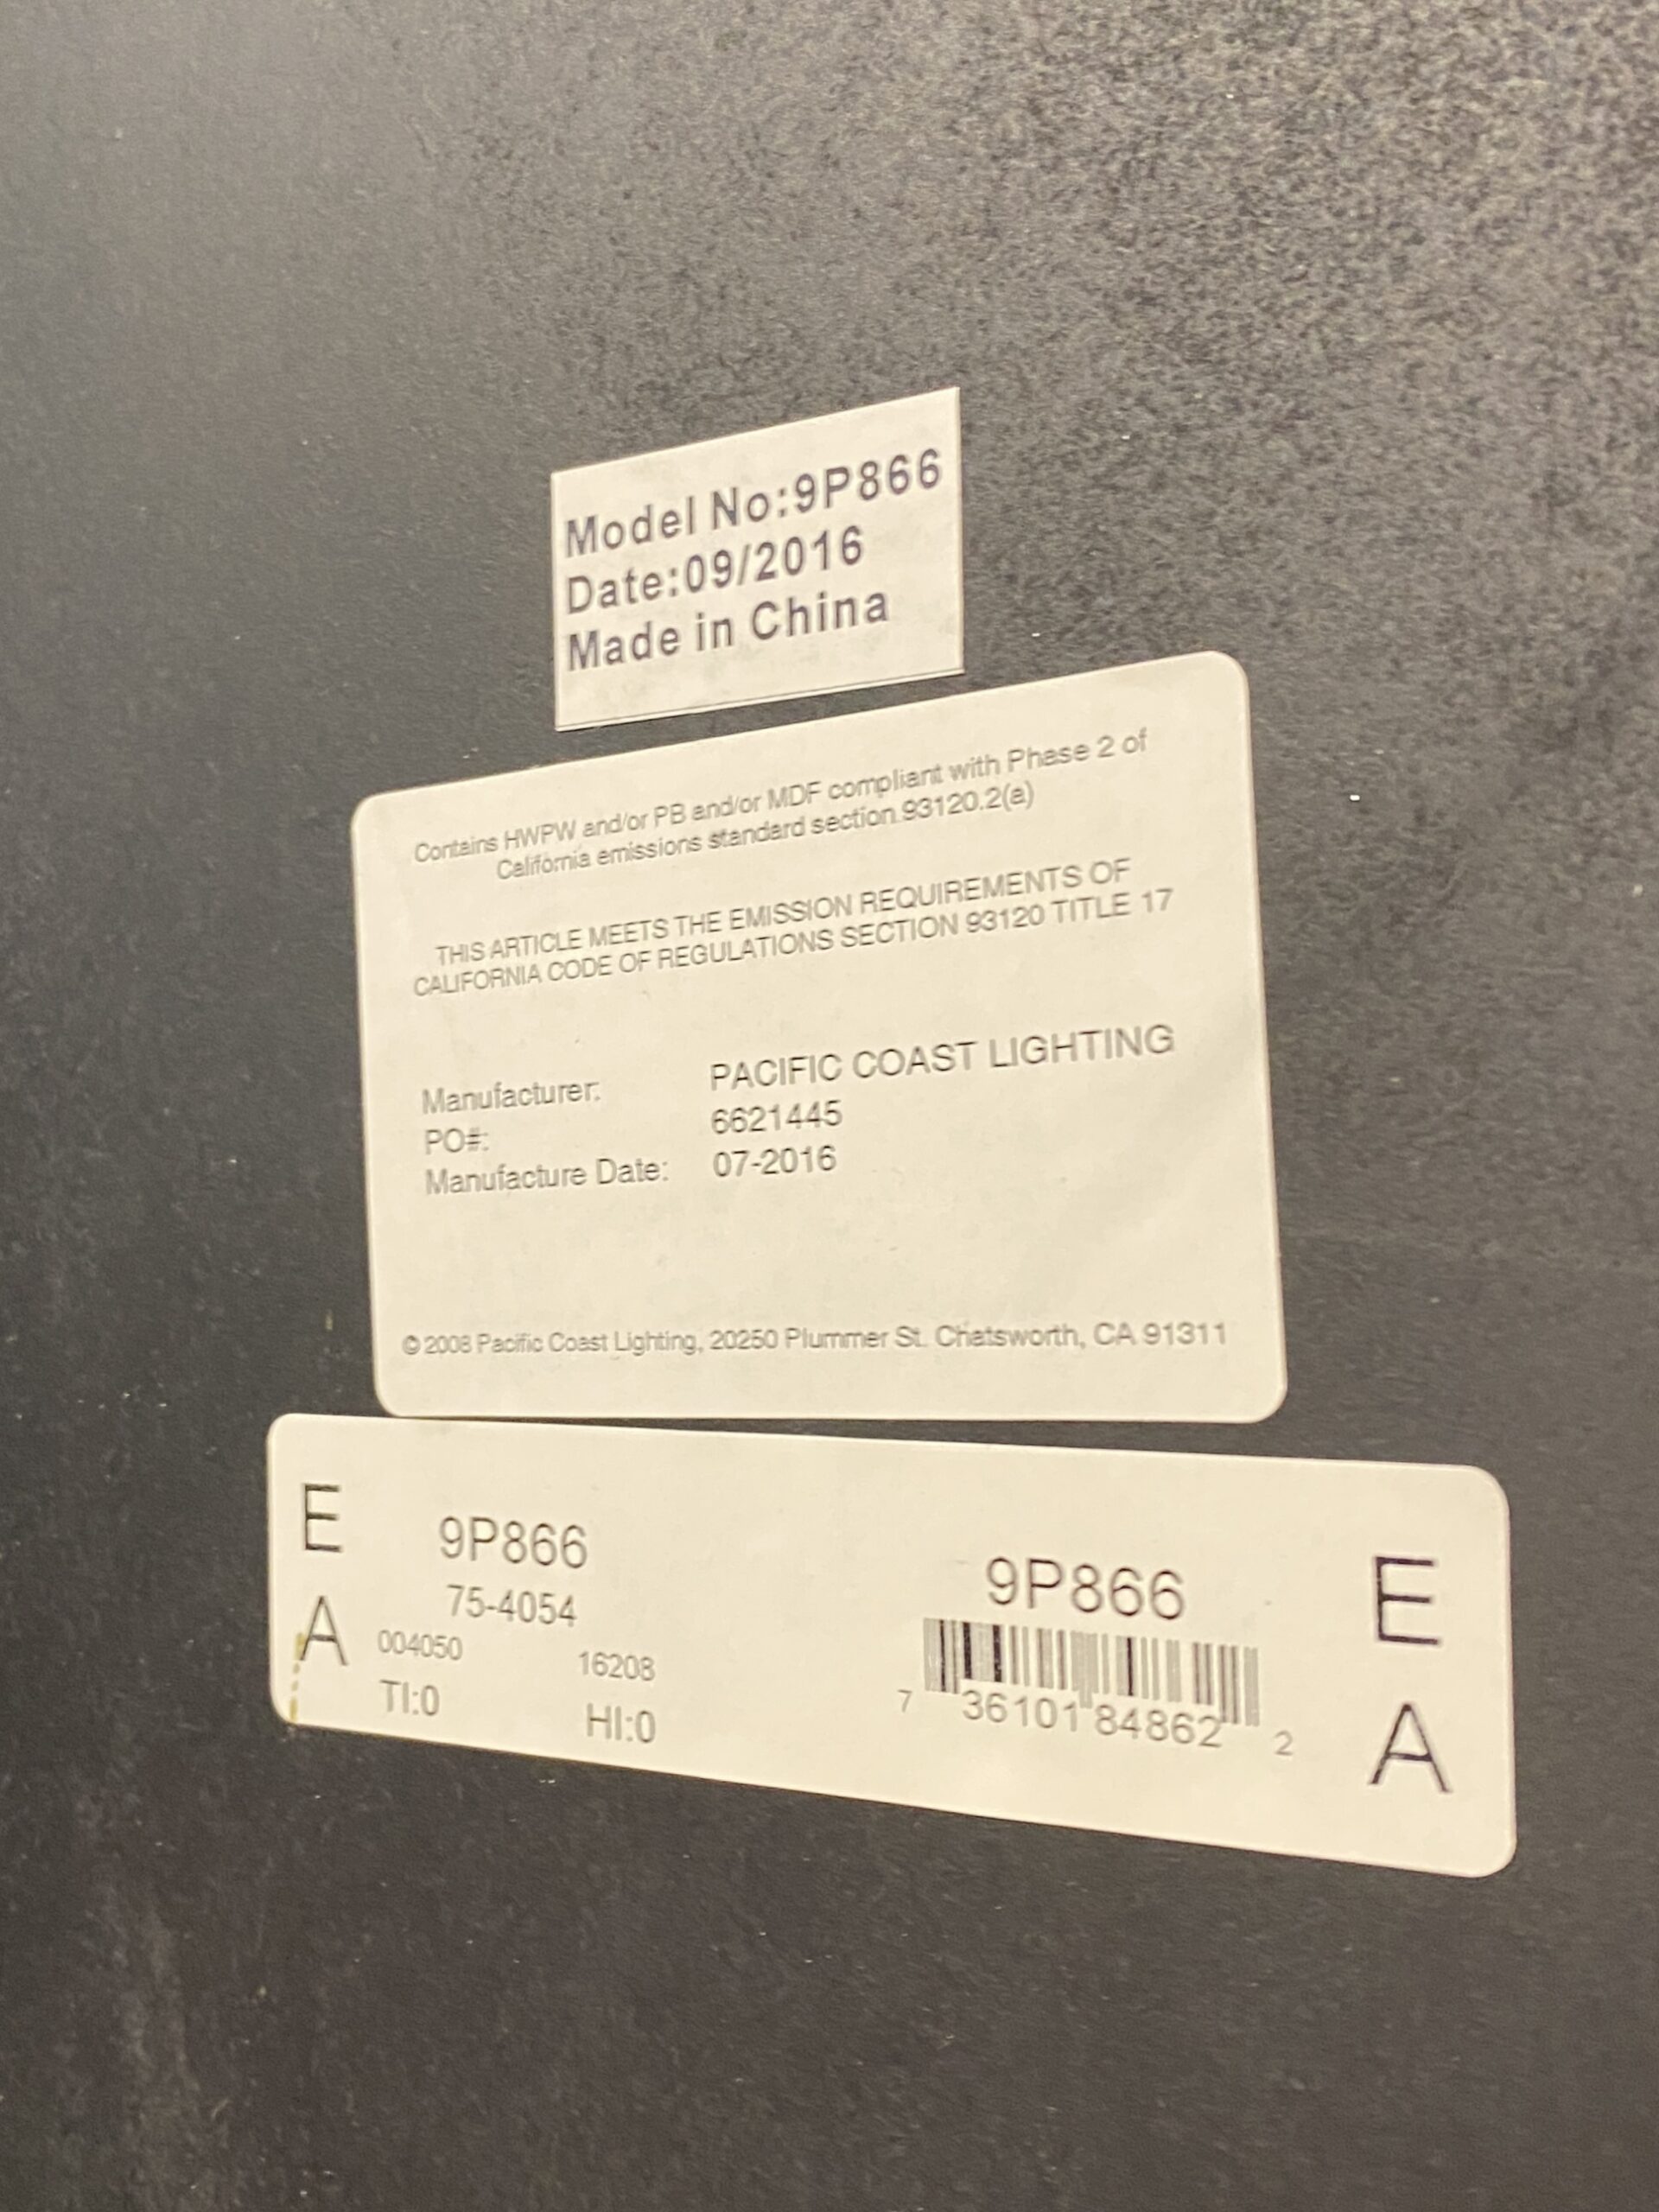 Model No:9P866
Date:09/2016
Made in China
Contains HWPW and/or PB and/or MDF compliant with Phase 2 of
California emissions standard section 93120.2(a)
THIS ARTICLE MEETS THE EMISSION REQUIREMENTS OF
CALIFORNIA CODE OF REGULATIONS SECTION 93120 TITLE 17
Manufacturer: PACIFIC COAST LIGHTING
PO#: 6621445
Manufacture Date: 07-2016
© 2008 Pacific Coast Lighting, 20250 Plummer St. Chatsworth, CA 91311
E A
9P866
75-4054
004050 16208
TI:0 HI:0
9P866
7 36101 84862 2
E A